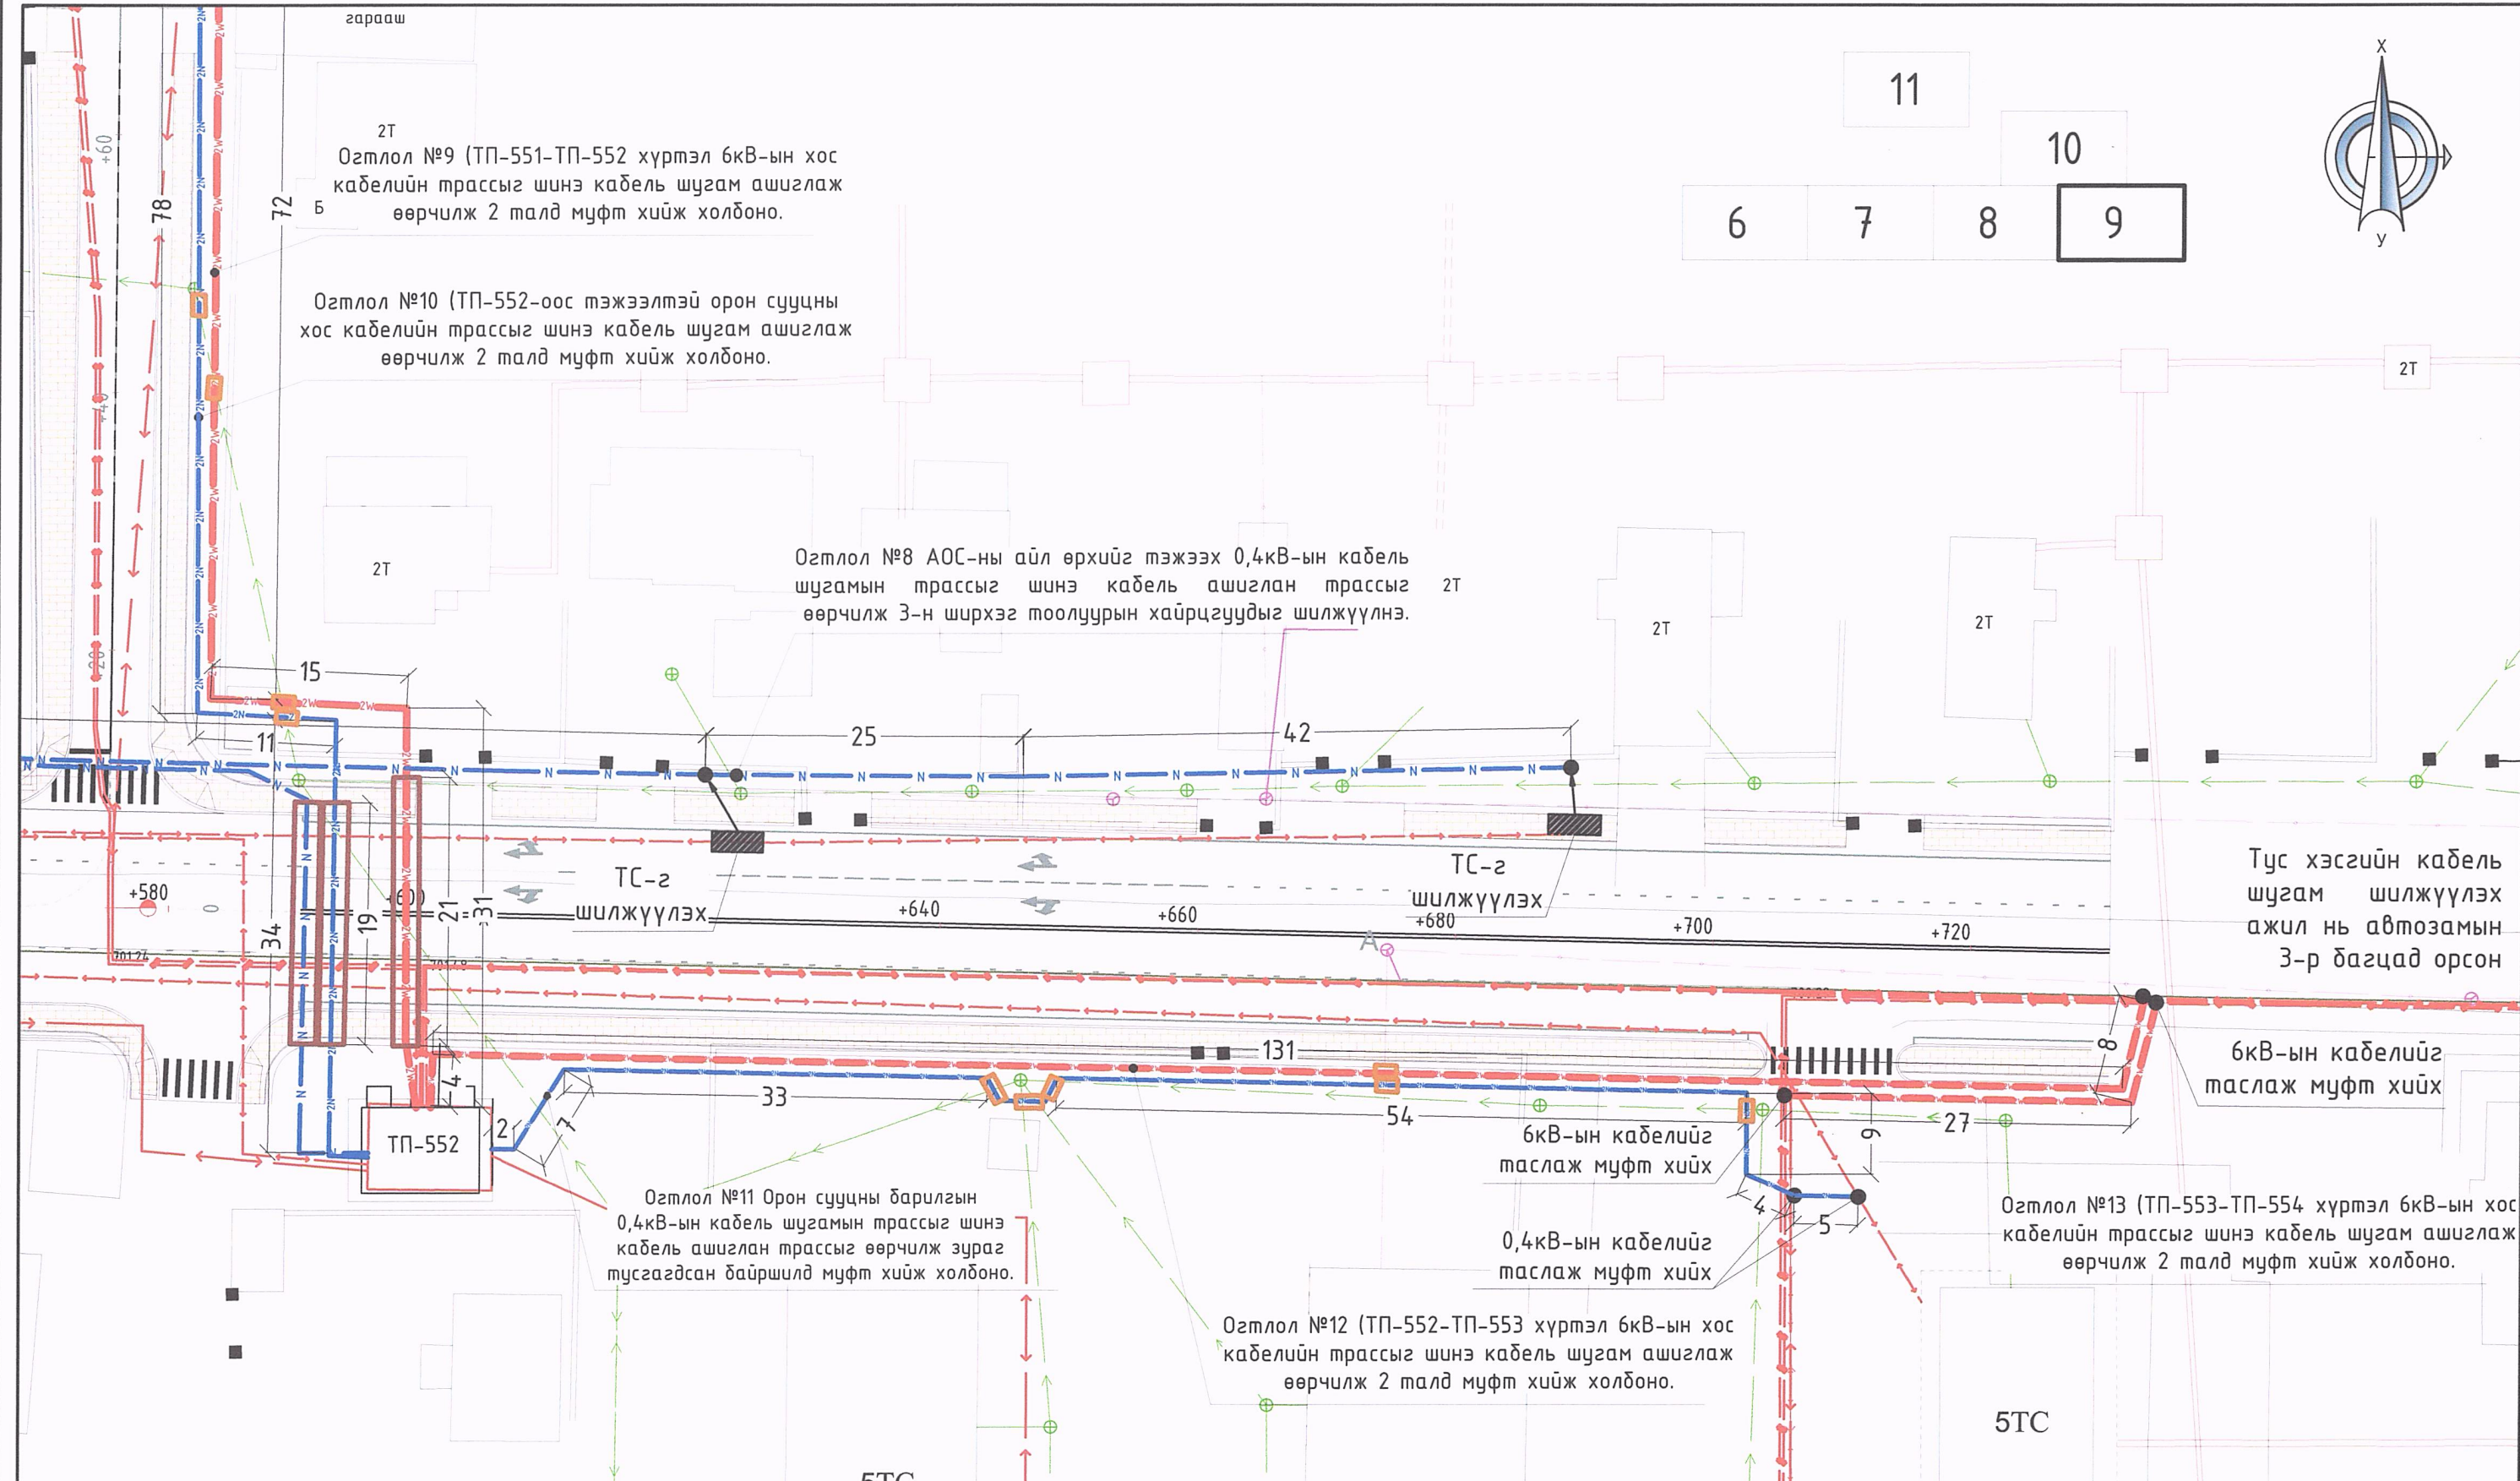 гарааш
X
11
10
6
7
8
9
У
2Т
+60
78
72
Б
Огтлол №9 (ТП-551-ТП-552 хүртэл 6кВ-ын хос
кабелийн трассыг шинэ кабель шугам ашиглаж
өөрчилж 2 талд муфт хийж холбоно.
Огтлол №10 (ТП-552-оос тэжээлтэй орон сууцны
хос кабелийн трассыг шинэ кабель шугам ашиглаж
өөрчилж 2 талд муфт хийж холбоно.
2Т
+40
2Т
Огтлол №8 АОС-ны айл өрхийг тэжээх 0,4кВ-ын кабель
шугамын трассыг шинэ кабель ашиглан трассыг
өөрчилж 3-н ширхэг тоолуурын хайрцгуудыг шилжүүлнэ.
2Т
2Т
2Т
+20
15
11
25
42
ТС-г
шилжүүлэх
ТС-г
шилжүүлэх
Тус хэсгийн кабель
шугам шилжүүлэх
ажил нь автозамын
3-р багцад орсон
+580
0
+600
+640
+660
+680
+700
+720
34
19
21
31
А
70124
131
8
6кВ-ын кабелийг
таслаж муфт хийх
4
33
54
27
2
7
9
ТП-552
6кВ-ын кабелийг
таслаж муфт хийх
4
5
Огтлол №11 Орон сууцны барилгын
0,4кВ-ын кабель шугамын трассыг шинэ
кабель ашиглан трассыг өөрчилж зураг
тусгагдсан байршилд муфт хийж холбоно.
0,4кВ-ын кабелийг
таслаж муфт хийх
Огтлол №13 (ТП-553-ТП-554 хүртэл 6кВ-ын хос
кабелийн трассыг шинэ кабель шугам ашиглаж
өөрчилж 2 талд муфт хийж холбоно.
Огтлол №12 (ТП-552-ТП-553 хүртэл 6кВ-ын хос
кабелийн трассыг шинэ кабель шугам ашиглаж
өөрчилж 2 талд муфт хийж холбоно.
5ТС
5ТС